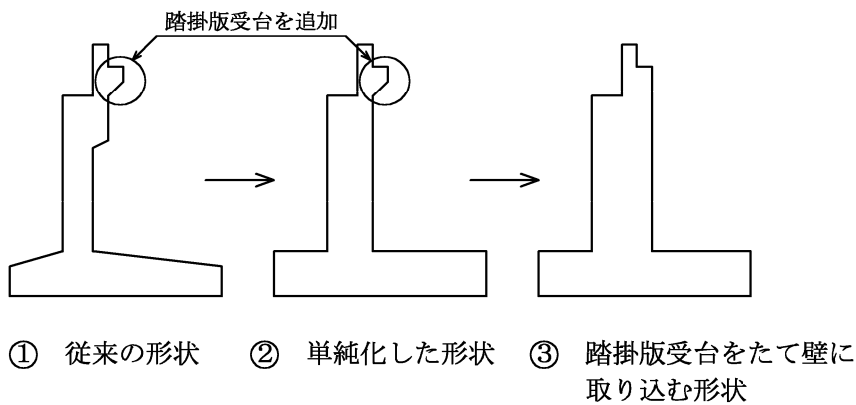 踏掛版受台を追加
① 従来の形状
② 単純化した形状
③ 踏掛版受台をたて壁に
取り込む形状